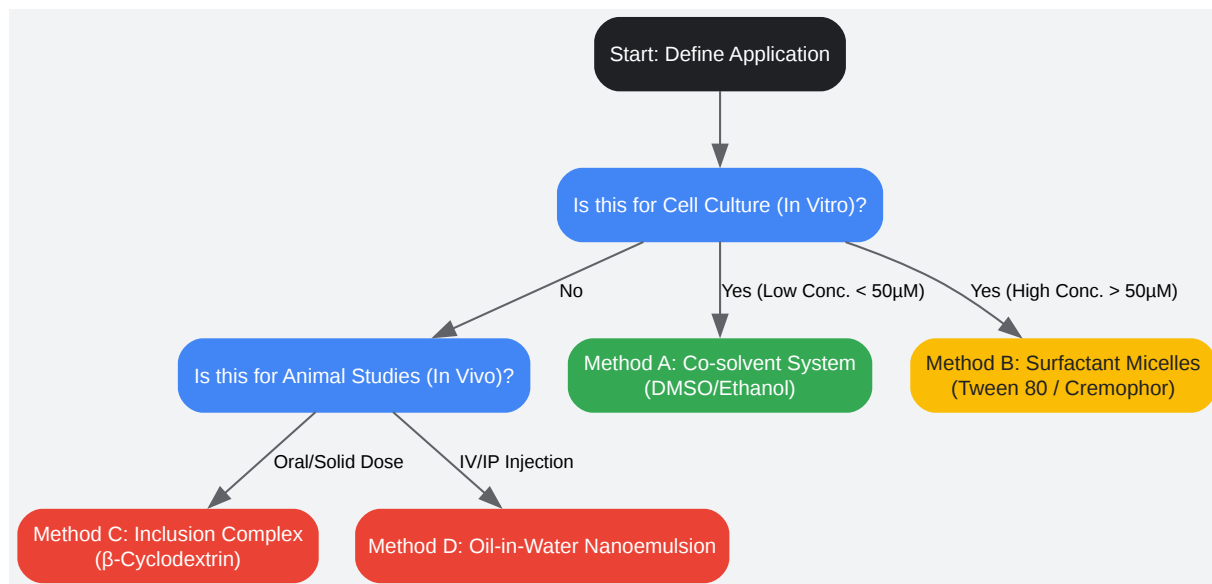 Start: Define Application
Is this for Cell Culture (In Vitro)?
No
Yes (Low Conc. < 50µM)
Yes (High Conc. > 50µM)
Is this for Animal Studies (In Vivo)?
Method A: Co-solvent System
(DMSO/Ethanol)
Method B: Surfactant Micelles
(Tween 80 / Cremophor)
Oral/Solid Dose
IV/IP Injection
Method C: Inclusion Complex
(β-Cyclodextrin)
Method D: Oil-in-Water Nanoemulsion